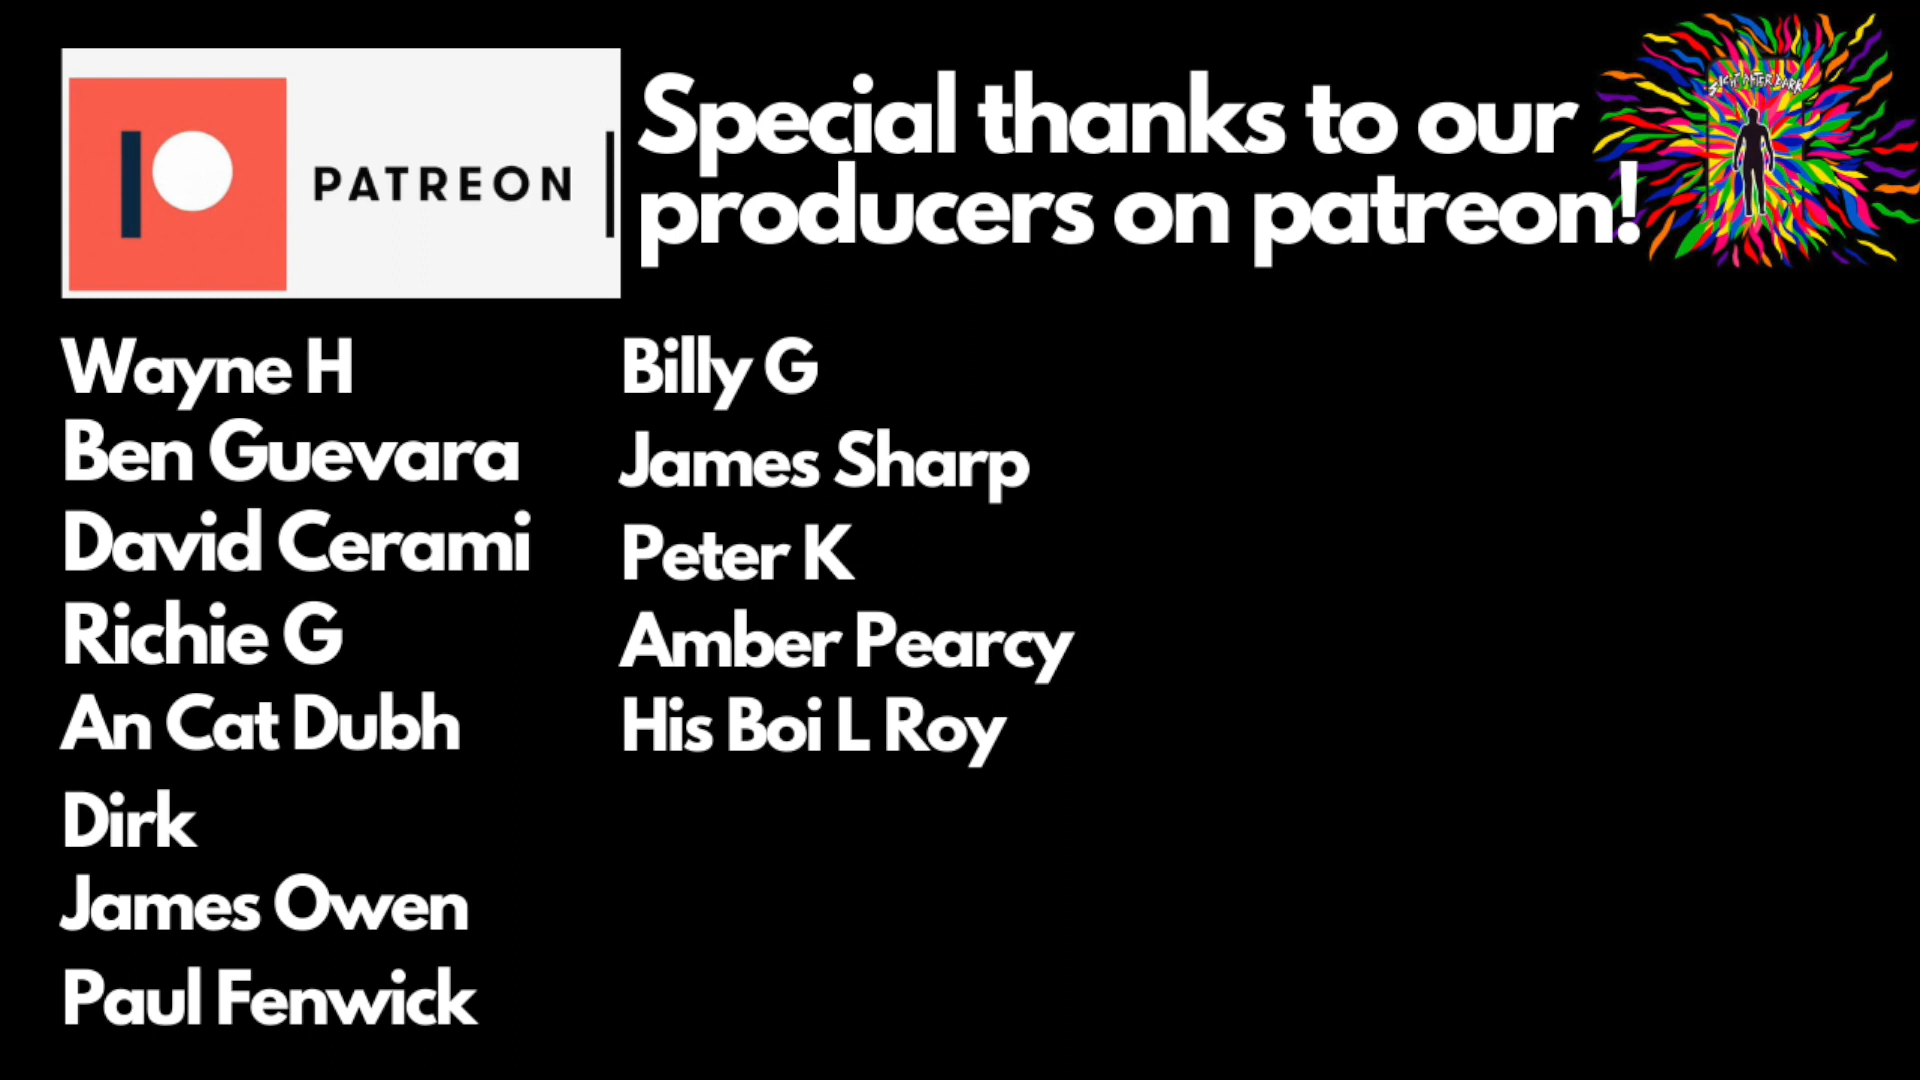 PATREON
Special thanks to our
producers on patreon!
Wayne H
Ben Guevara
David Cerami
Richie G
An Cat Dubh
Dirk
James Owen
Paul Fenwick
Billy G
James Sharp
Peter K
Amber Pearcy
His Boi L Roy